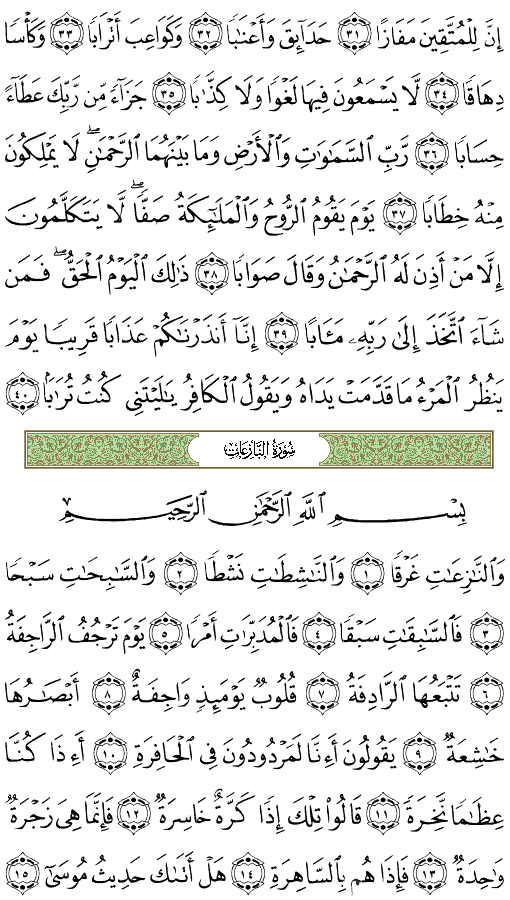 إِنَّ لِلْمُتَّقِينَ مَفَازًا ٣١ حَدَآئِقَ وَأَعْنَٰبًا ٣٢ وَكَوَاعِبَ أَتْرَابًا ٣٣ وَكَأْسًا
دِهَاقًا ٣٤ لَّا يَسْمَعُونَ فِيهَا لَغْوًا وَلَا كِذَّٰبًا ٣٥ جَزَآءً مِّن رَّبِّكَ عَطَآءً
حِسَابًا ٣٦ رَّبِّ ٱلسَّمَٰوَٰتِ وَٱلْأَرْضِ وَمَا بَيْنَهُمَا ٱلرَّحْمَٰنِ ۖ لَا يَمْلِكُونَ
مِنْهُ خِطَابًا ٣٧ يَوْمَ يَقُومُ ٱلرُّوحُ وَٱلْمَلَٰٓئِكَةُ صَفًّا ۖ لَّا يَتَكَلَّمُونَ
إِلَّا مَنْ أَذِنَ لَهُ ٱلرَّحْمَٰنُ وَقَالَ صَوَابًا ٣٨ ذَٰلِكَ ٱلْيَوْمُ ٱلْحَقُّ ۖ فَمَن
شَآءَ ٱتَّخَذَ إِلَىٰ رَبِّهِۦ مَـَٔابًا ٣٩ إِنَّآ أَنذَرْنَٰكُمْ عَذَابًا قَرِيبًا يَوْمَ
يَنظُرُ ٱلْمَرْءُ مَا قَدَّمَتْ يَدَاهُ وَيَقُولُ ٱلْكَافِرُ يَٰلَيْتَنِى كُنتُ تُرَٰبًۢا ٤٠
سُورَةُ النَّازِعَاتِ
بِسْمِ ٱللَّهِ ٱلرَّحْمَٰنِ ٱلرَّحِيمِ
وَٱلنَّٰزِعَٰتِ غَرْقًا ١ وَٱلنَّٰشِطَٰتِ نَشْطًا ٢ وَٱلسَّٰبِحَٰتِ سَبْحًا
٣ فَٱلسَّٰبِقَٰتِ سَبْقًا ٤ فَٱلْمُدَبِّرَٰتِ أَمْرًا ٥ يَوْمَ تَرْجُفُ ٱلرَّاجِفَةُ
٦ تَتْبَعُهَا ٱلرَّادِفَةُ ٧ قُلُوبٌ يَوْمَئِذٍ وَاجِفَةٌ ٨ أَبْصَٰرُهَا
خَٰشِعَةٌ ٩ يَقُولُونَ أَءِنَّا لَمَرْدُودُونَ فِى ٱلْحَافِرَةِ ١٠ أَءِذَا كُنَّا
عِظَٰمًا نَّخِرَةً ١١ قَالُوا۟ تِلْكَ إِذًا كَرَّةٌ خَاسِرَةٌ ١٢ فَإِنَّمَا هِىَ زَجْرَةٌ
وَٰحِدَةٌ ١٣ فَإِذَا هُم بِٱلسَّاهِرَةِ ١٤ هَلْ أَتَىٰكَ حَدِيثُ مُوسَىٰٓ ١٥